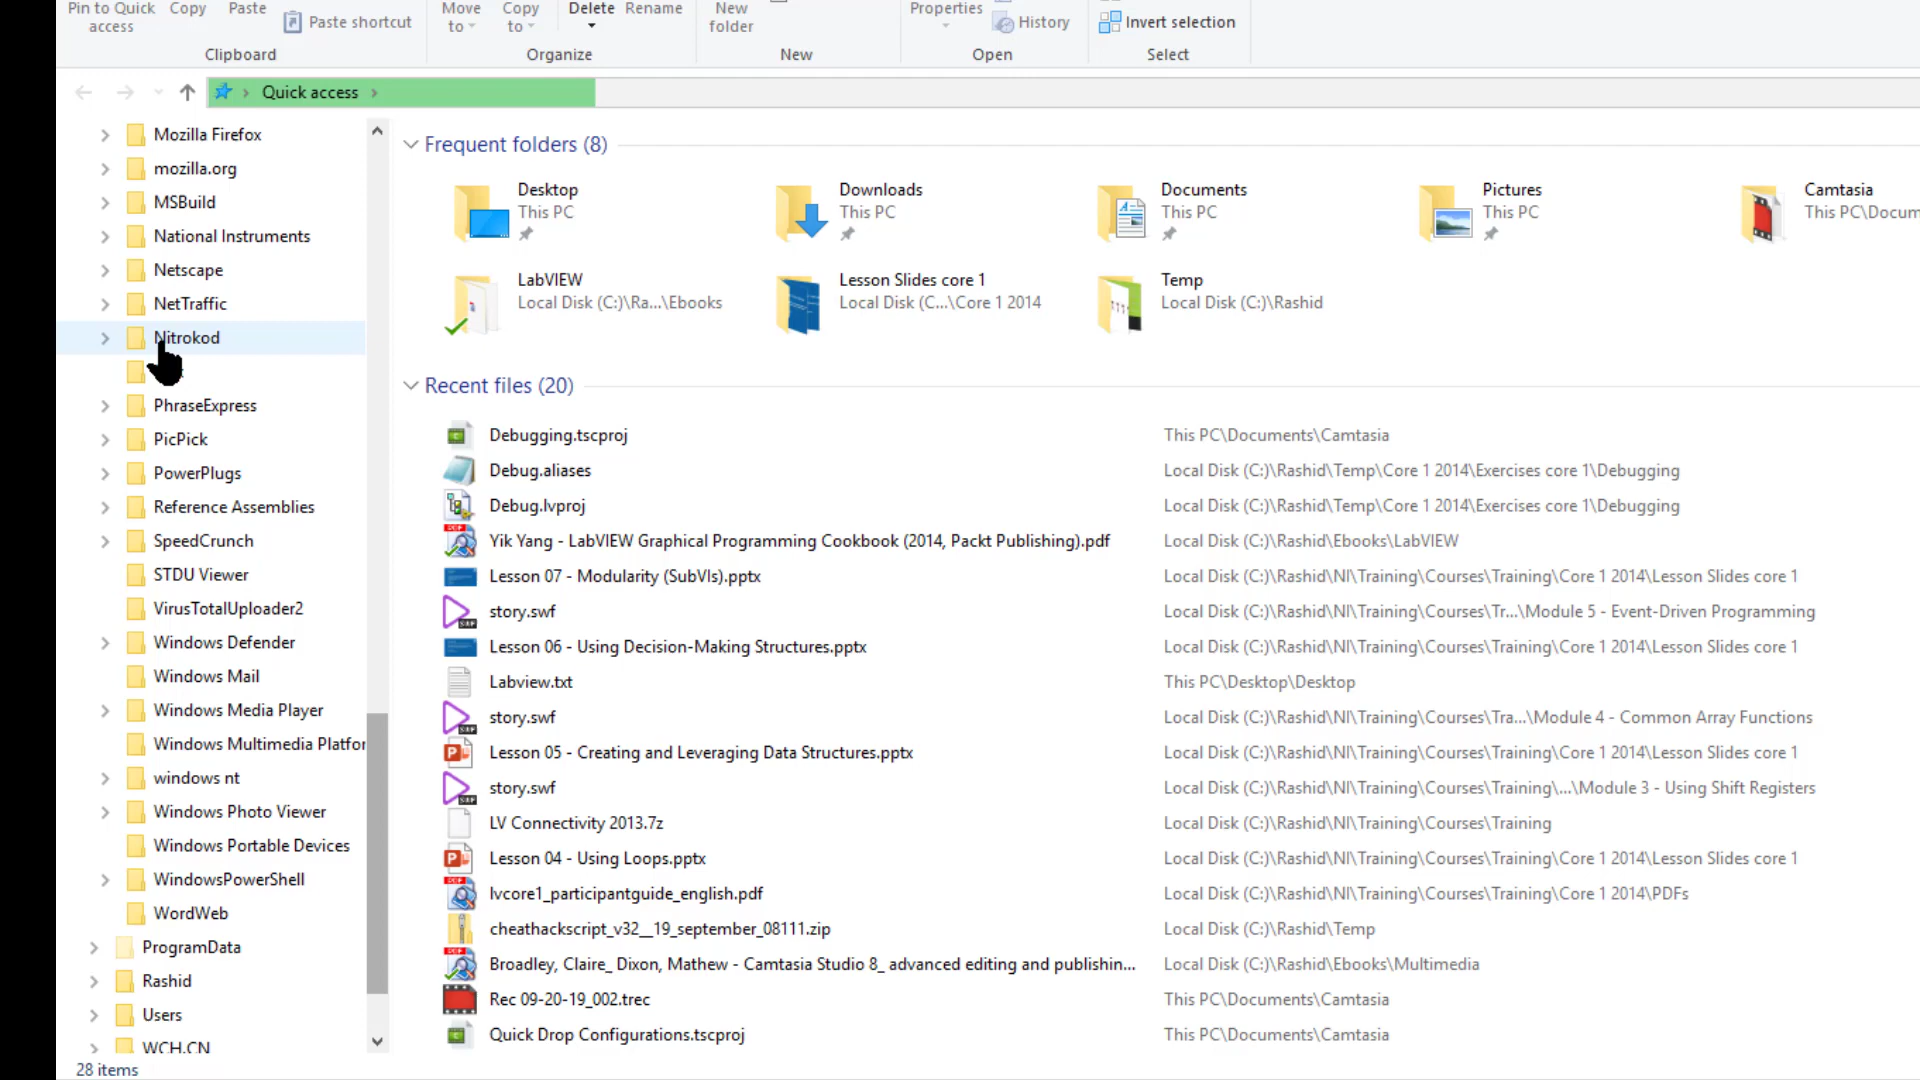 Pin to Quick access
Copy
Paste
Paste shortcut
Move to
Copy to
Delete
Rename
New folder
Properties
History
Invert selection
Clipboard
Organize
New
Open
Select
Quick access
Mozilla Firefox
mozilla.org
MSBuild
National Instruments
Netscape
NetTraffic
Nitrokod
PhraseExpress
PicPick
PowerPlugs
Reference Assemblies
SpeedCrunch
STDU Viewer
VirusTotalUploader2
Windows Defender
Windows Mail
Windows Media Player
Windows Multimedia Platfor
windows nt
Windows Photo Viewer
Windows Portable Devices
WindowsPowerShell
WordWeb
ProgramData
Rashid
Users
WCH.CN
28 items
Frequent folders (8)
Desktop
This PC
Downloads
This PC
Documents
This PC
Pictures
This PC
Camtasia
This PC\Docum
LabVIEW
Local Disk (C:)\Ra...\Ebooks
Lesson Slides core 1
Local Disk (C...\Core 1 2014
Temp
Local Disk (C:)\Rashid
Recent files (20)
Debugging.tscproj This PC\Documents\Camtasia
Debug.aliases Local Disk (C:)\Rashid\Temp\Core 1 2014\Exercises core 1\Debugging
Debug.lvproj Local Disk (C:)\Rashid\Temp\Core 1 2014\Exercises core 1\Debugging
Yik Yang - LabVIEW Graphical Programming Cookbook (2014, Packt Publishing).pdf Local Disk (C:)\Rashid\Ebooks\LabVIEW
Lesson 07 - Modularity (SubVIs).pptx Local Disk (C:)\Rashid\NI\Training\Courses\Training\Core 1 2014\Lesson Slides core 1
story.swf Local Disk (C:)\Rashid\NI\Training\Courses\Tr...\Module 5 - Event-Driven Programming
Lesson 06 - Using Decision-Making Structures.pptx Local Disk (C:)\Rashid\NI\Training\Courses\Training\Core 1 2014\Lesson Slides core 1
Labview.txt This PC\Desktop\Desktop
story.swf Local Disk (C:)\Rashid\NI\Training\Courses\Tra...\Module 4 - Common Array Functions
Lesson 05 - Creating and Leveraging Data Structures.pptx Local Disk (C:)\Rashid\NI\Training\Courses\Training\Core 1 2014\Lesson Slides core 1
story.swf Local Disk (C:)\Rashid\NI\Training\Courses\Training\...\Module 3 - Using Shift Registers
LV Connectivity 2013.7z Local Disk (C:)\Rashid\NI\Training\Courses\Training
Lesson 04 - Using Loops.pptx Local Disk (C:)\Rashid\NI\Training\Courses\Training\Core 1 2014\Lesson Slides core 1
lvcore1_participantguide_english.pdf Local Disk (C:)\Rashid\NI\Training\Courses\Training\Core 1 2014\PDFs
cheathackscript_v32__19_september_08111.zip Local Disk (C:)\Rashid\Temp
Broadley, Claire_ Dixon, Mathew - Camtasia Studio 8_ advanced editing and publishin... Local Disk (C:)\Rashid\Ebooks\Multimedia
Rec 09-20-19_002.trec This PC\Documents\Camtasia
Quick Drop Configurations.tscproj This PC\Documents\Camtasia